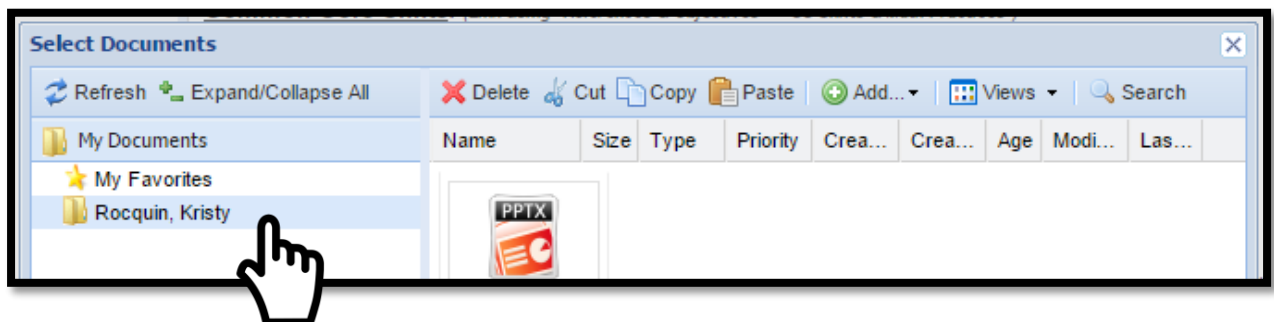 Select Documents
Refresh Expand/Collapse All
Delete Cut Copy Paste Add... Views Search
My Documents
Name Size Type Priority Crea... Crea... Age Modi... Las...
My Favorites
Rocquin, Kristy
PPTX